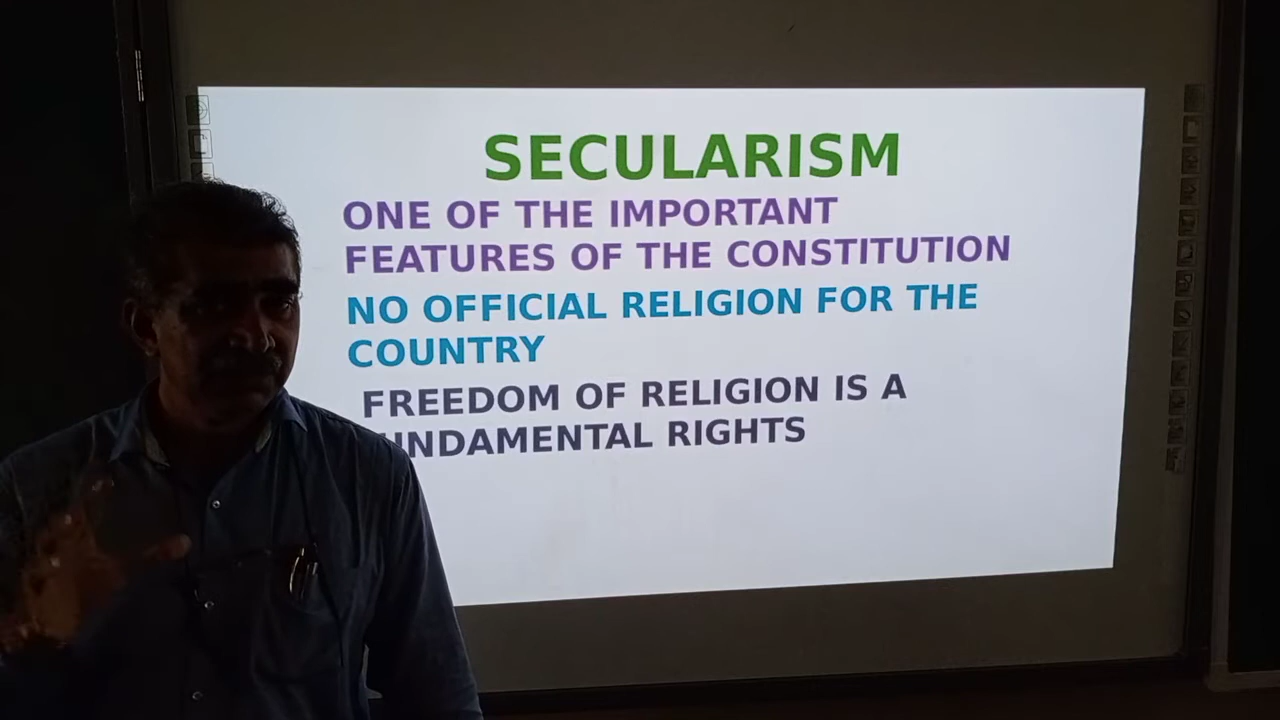 SECULARISM
ONE OF THE IMPORTANT
FEATURES OF THE CONSTITUTION
NO OFFICIAL RELIGION FOR THE
COUNTRY
FREEDOM OF RELIGION IS A
UNDAMENTAL RIGHTS